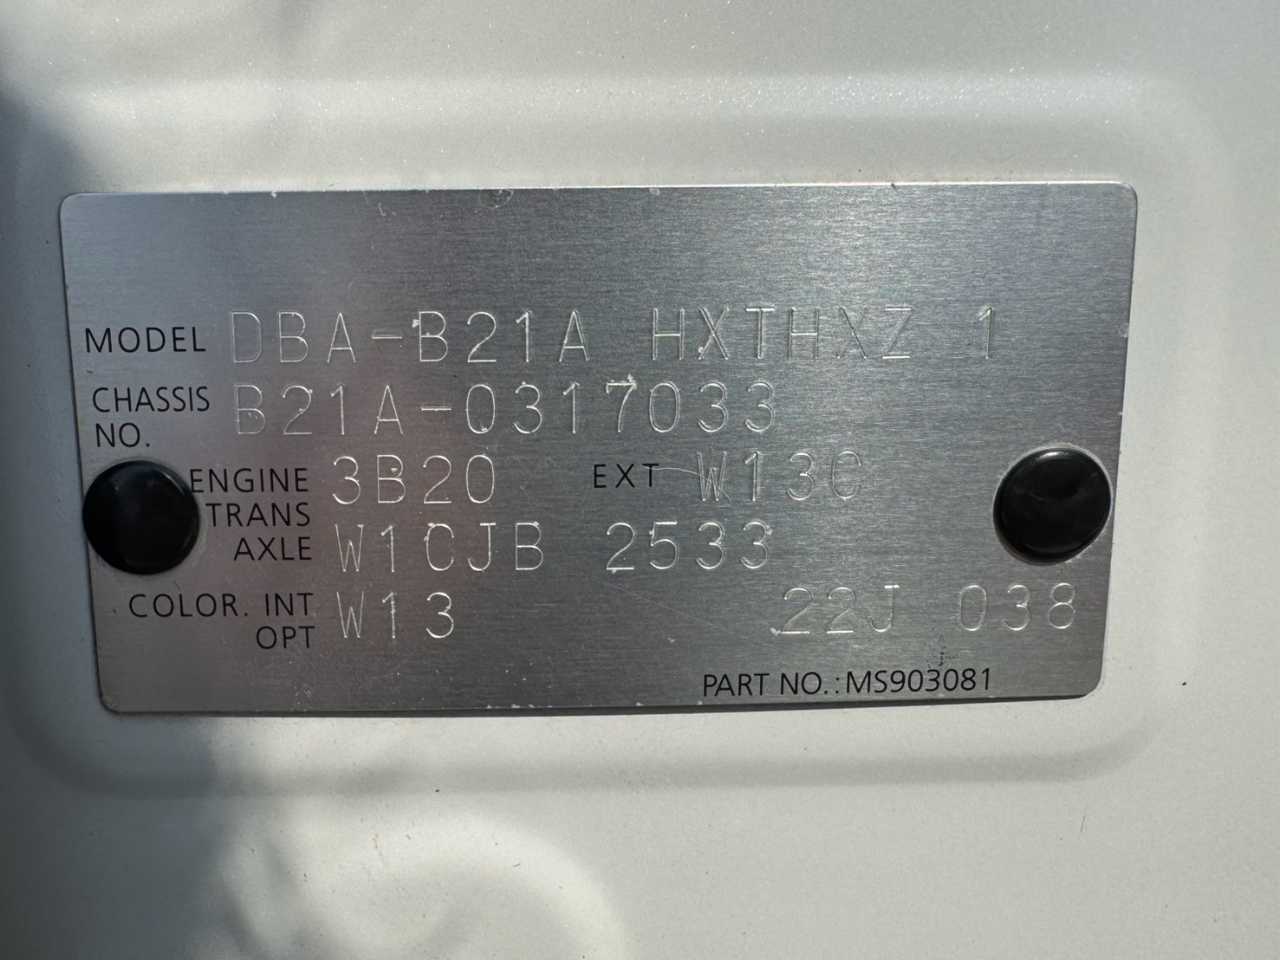 MODEL DBA-B21A HXTHXZ 1
CHASSIS NO. B21A-0317033
ENGINE 3B20 EXT W13C
TRANS AXLE W1CJB 2533
COLOR. INT OPT W13 22J 038
PART NO.: MS903081